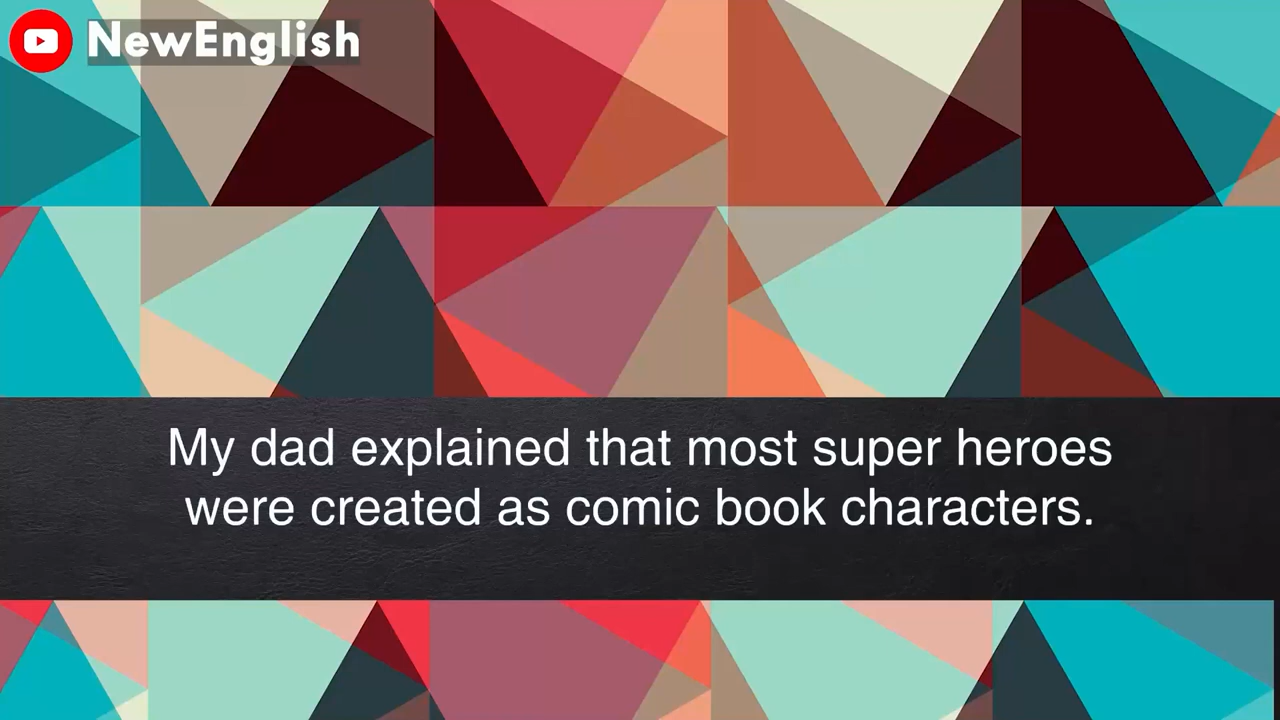 NewEnglish
My dad explained that most super heroes
were created as comic book characters.